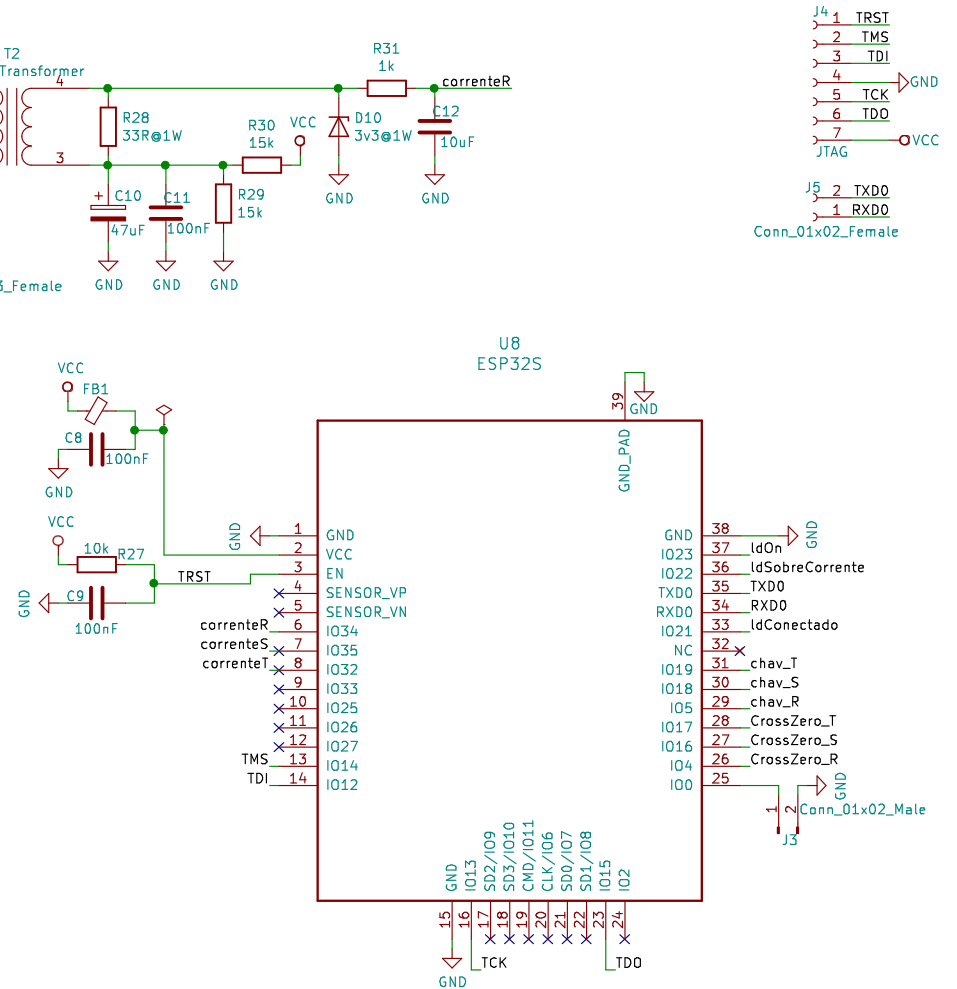 T2
Transformer
4
3
R28
33R@1W
C10
+
47uF
GND
C11
100nF
GND
R29
15k
GND
R30
15k
VCC
D10
3v3@1W
GND
R31
1k
correnteR
C12
10uF
GND
3_Female
J4
1 TRST
2 TMS
3 TDI
4 GND
5 TCK
6 TDO
7 VCC
JTAG
J5
2 TXD0
1 RXD0
Conn_01x02_Female
U8
ESP32S
VCC
FB1
C8
100nF
GND
VCC
10k R27
TRST
GND
C9
100nF
39
GND
GND_PAD
GND 1 GND
2 VCC
3 EN
4 SENSOR_VP
5 SENSOR_VN
correnteR 6 IO34
correnteS 7 IO35
correnteT 8 IO32
9 IO33
10 IO25
11 IO26
12 IO27
TMS 13 IO14
TDI 14 IO12
GND 38 GND
IO23 37 ldOn
IO22 36 ldSobreCorrente
TXD0 35 TXD0
RXD0 34 RXD0
IO21 33 ldConectado
NC 32
IO19 31 chav_T
IO18 30 chav_S
IO5 29 chav_R
IO17 28 CrossZero_T
IO16 27 CrossZero_S
IO4 26 CrossZero_R
IO0 25
GND
1
2
Conn_01x02_Male
J3
GND 15
IO13 16
SD2/IO9 17
SD3/IO10 18
CMD/IO11 19
CLK/IO6 20
SD0/IO7 21
SD1/IO8 22
IO15 23
IO2 24
GND
TCK
TDO